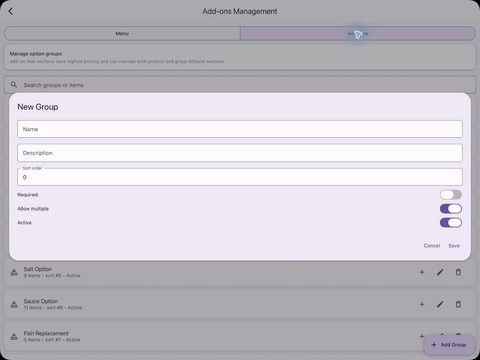 Add-ons Management
Menu
Manage option groups
Add-on item sections have highest priority and can override both product and group fallback sections.
Search groups or items
New Group
Name
Description
Sort order
0
Required
Allow multiple
Active
Cancel
Save
Salt Option
9 items • sort #5 • Active
Sauce Option
11 items • sort #6 • Active
Fish Replacement
5 items • sort #7 • Active
Add Group